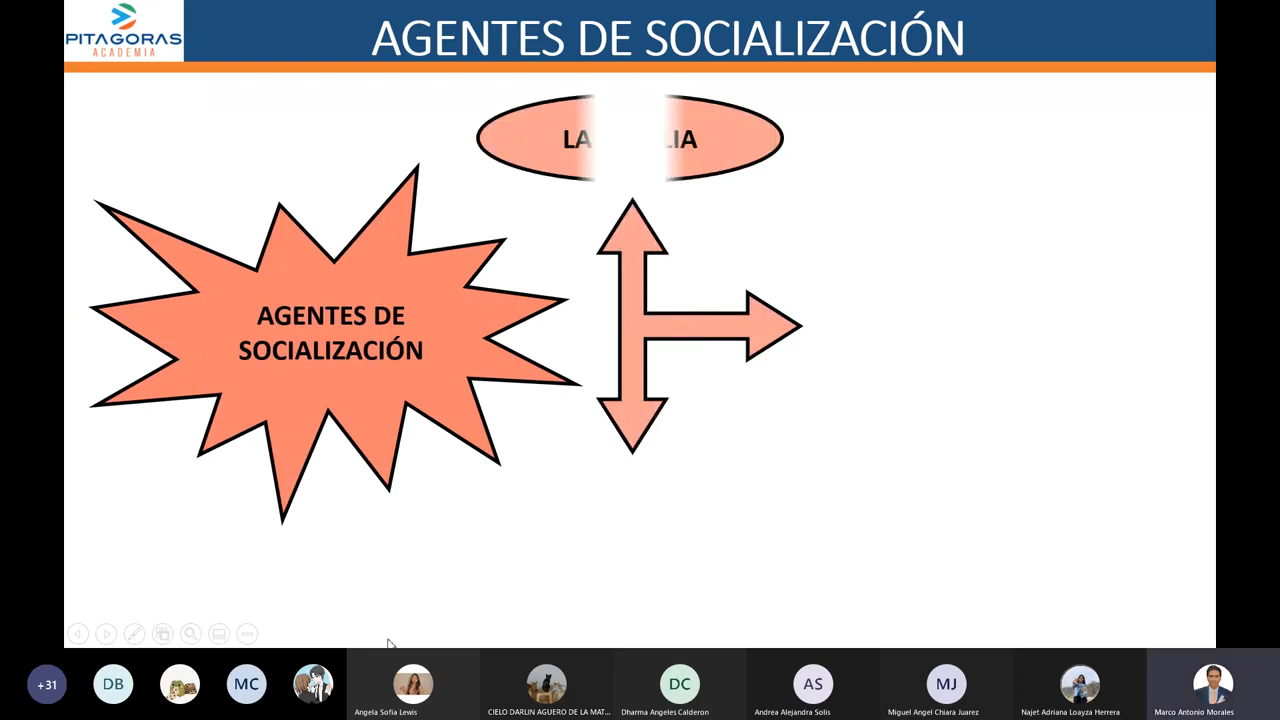 PITAGORAS
ACADEMIA
AGENTES DE SOCIALIZACIÓN
LA LIA
AGENTES DE
SOCIALIZACIÓN
+31
DB
MC
DC
AS
MJ
Angela Sofia Lewis
CIELO DARLIN AGUERO DE LA MAT...
Dharma Angeles Calderon
Andrea Alejandra Solis
Miguel Angel Chiara Juarez
Najet Adriana Loayza Herrera
Marco Antonio Morales